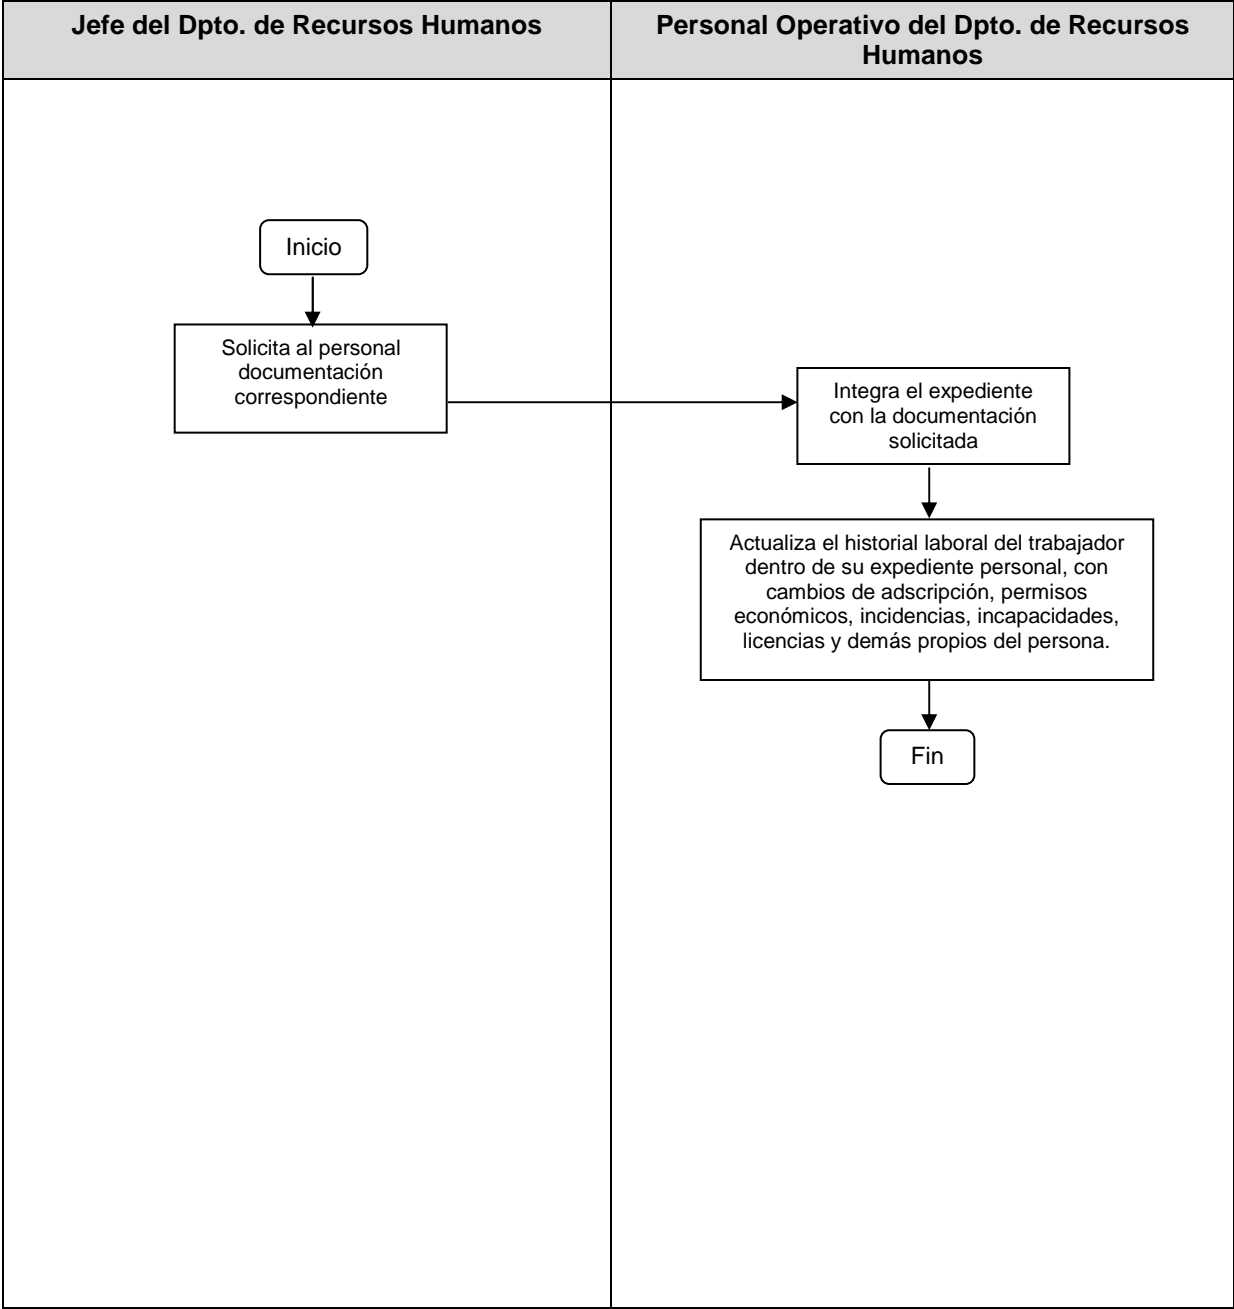 Jefe del Dpto. de Recursos Humanos
Personal Operativo del Dpto. de Recursos
Humanos
Inicio
Solicita al personal
documentación
correspondiente
Integra el expediente
con la documentación
solicitada
Actualiza el historial laboral del trabajador
dentro de su expediente personal, con
cambios de adscripción, permisos
económicos, incidencias, incapacidades,
licencias y demás propios del persona.
Fin